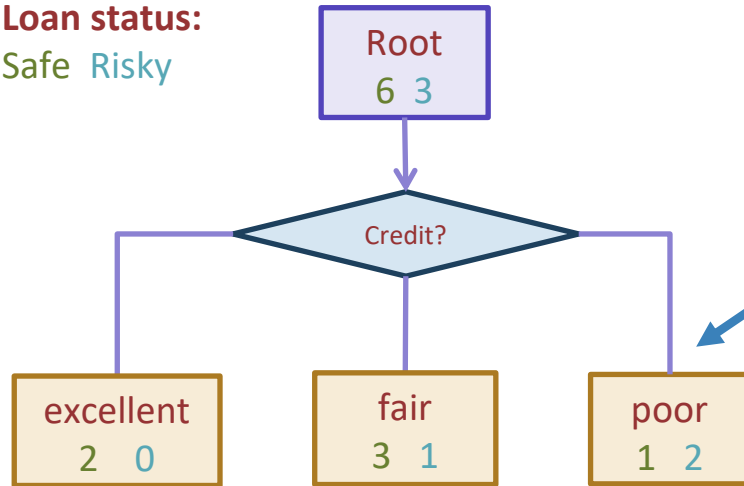 Loan status:
Safe Risky
Root
6 3
Credit?
excellent
2 0
fair
3 1
poor
1 2